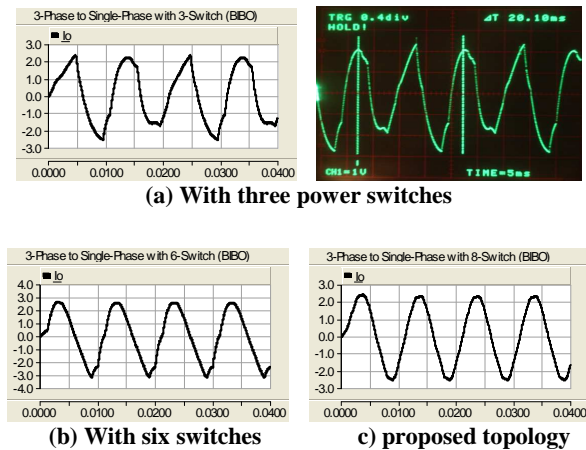 3-Phase to Single-Phase with 3-Switch (BIBO)
Io
3.0
2.0
1.0
0.0
-1.0
-2.0
-3.0
0.0000 0.0100 0.0200 0.0300 0.0400
TRG 0.4div ΔT 20.10ms
HOLD!
CH1=1V TIME=5ms
(a) With three power switches
3-Phase to Single-Phase with 6-Switch (BIBO)
Io
4.0
3.0
2.0
1.0
0.0
-1.0
-2.0
-3.0
-4.0
0.0000 0.0100 0.0200 0.0300 0.0400
(b) With six switches
3-Phase to Single-Phase with 8-Switch (BIBO)
Io
3.0
2.0
1.0
0.0
-1.0
-2.0
-3.0
0.0000 0.0100 0.0200 0.0300 0.0400
c) proposed topology